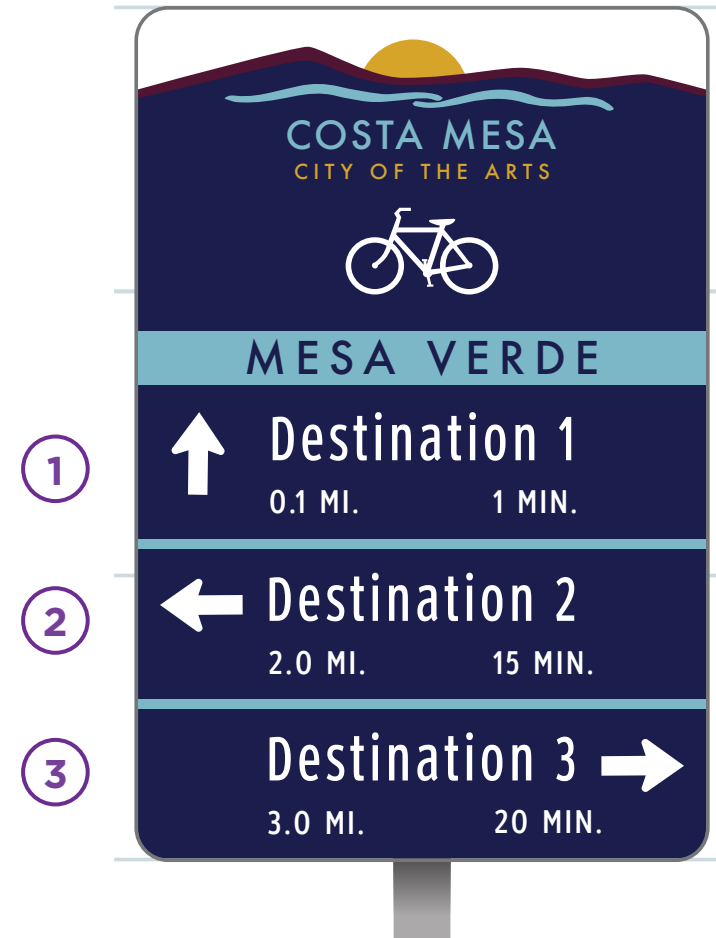 COSTA MESA
CITY OF THE ARTS
MESA VERDE
1
Destination 1
0.1 MI. 1 MIN.
2
Destination 2
2.0 MI. 15 MIN.
3
Destination 3
3.0 MI. 20 MIN.